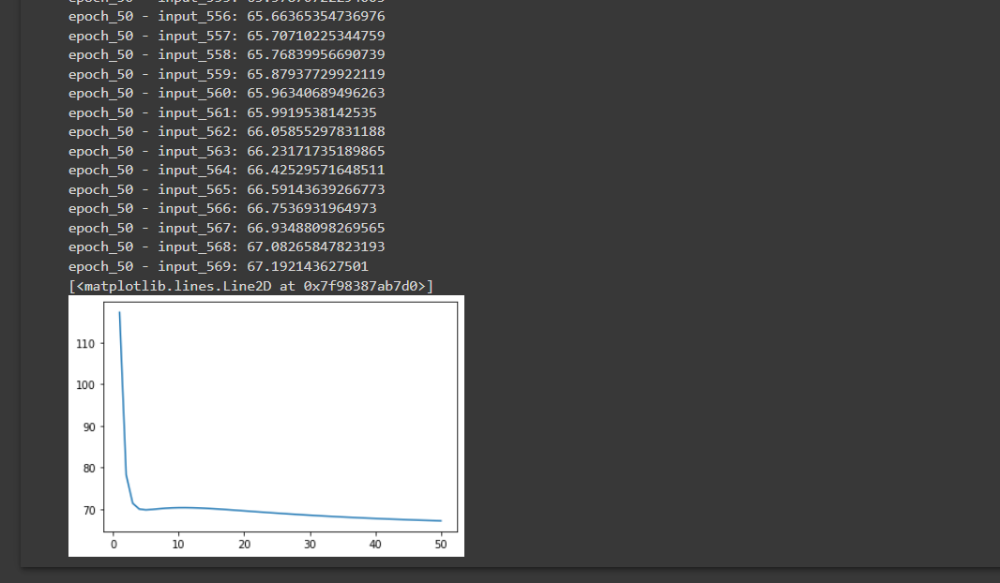 epoch_50 - input_556: 65.66365354736976
epoch_50 - input_557: 65.70710225344759
epoch_50 - input_558: 65.76839956690739
epoch_50 - input_559: 65.87937729922119
epoch_50 - input_560: 65.96340689496263
epoch_50 - input_561: 65.9919538142535
epoch_50 - input_562: 66.05855297831188
epoch_50 - input_563: 66.23171735189865
epoch_50 - input_564: 66.42529571648511
epoch_50 - input_565: 66.59143639266773
epoch_50 - input_566: 66.7536931964973
epoch_50 - input_567: 66.93488098269565
epoch_50 - input_568: 67.08265847823193
epoch_50 - input_569: 67.192143627501
[<matplotlib.lines.Line2D at 0x7f98387ab7d0>]
110
100
90
80
70
0 10 20 30 40 50